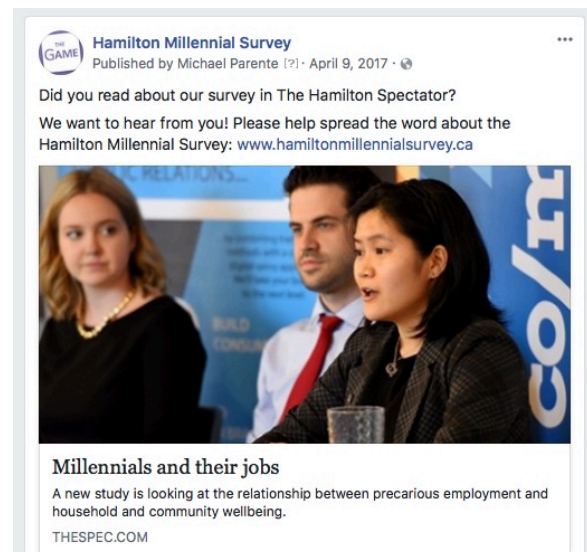 THE
GAME
Hamilton Millennial Survey
Published by Michael Parente [?] · April 9, 2017 ·
Did you read about our survey in The Hamilton Spectator?
We want to hear from you! Please help spread the word about the
Hamilton Millennial Survey: www.hamiltonmillennialsurvey.ca
RELATIONS...
BUILD
co/m
Millennials and their jobs
A new study is looking at the relationship between precarious employment and
household and community wellbeing.
THESPEC.COM